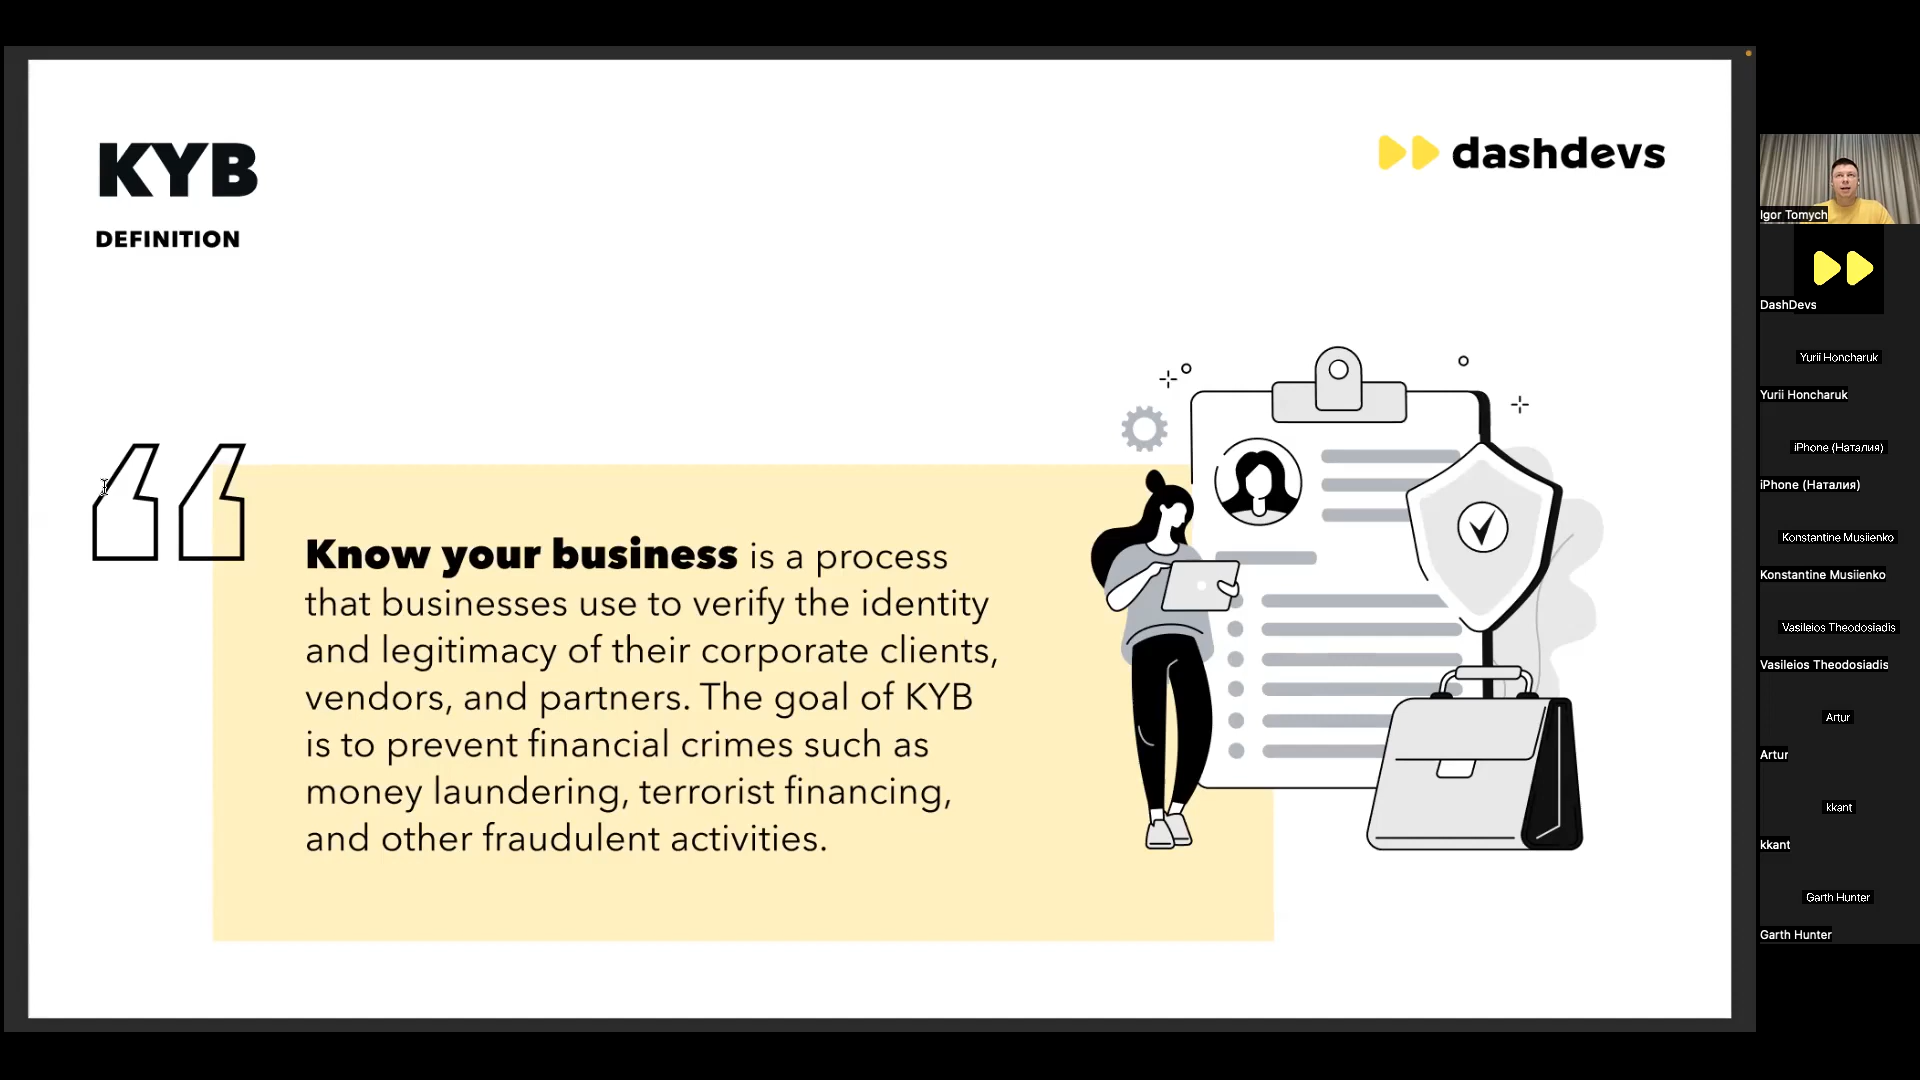 KYB
DEFINITION
dashdevs
Know your business is a process
that businesses use to verify the identity
and legitimacy of their corporate clients,
vendors, and partners. The goal of KYB
is to prevent financial crimes such as
money laundering, terrorist financing,
and other fraudulent activities.
Igor Tomych
DashDevs
Yurii Honcharuk
Yurii Honcharuk
iPhone (Наталия)
iPhone (Наталия)
Konstantine Musiienko
Konstantine Musiienko
Vasileios Theodosiadis
Vasileios Theodosiadis
Artur
Artur
kkant
kkant
Garth Hunter
Garth Hunter